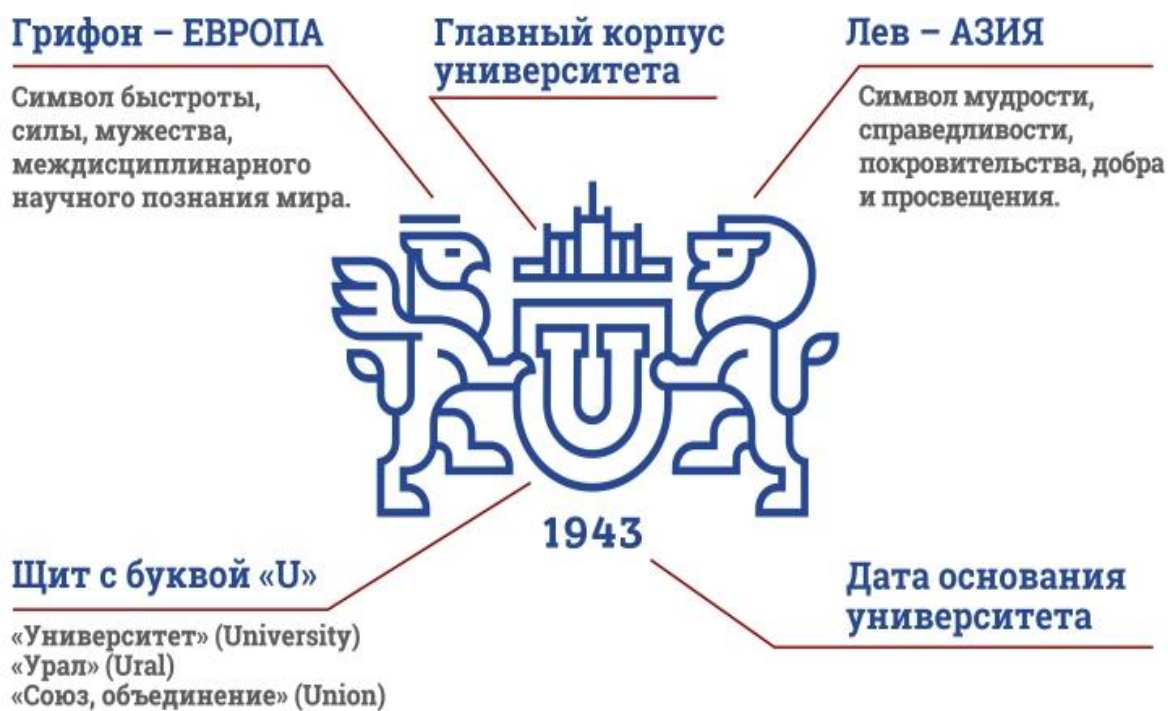 Грифон – ЕВРОПА
Символ быстроты,
силы, мужества,
междисциплинарного
научного познания мира.
Главный корпус
университета
Лев – АЗИЯ
Символ мудрости,
справедливости,
покровительства, добра
и просвещения.
U
1943
Щит с буквой «U»
«Университет» (University)
«Урал» (Ural)
«Союз, объединение» (Union)
Дата основания
университета